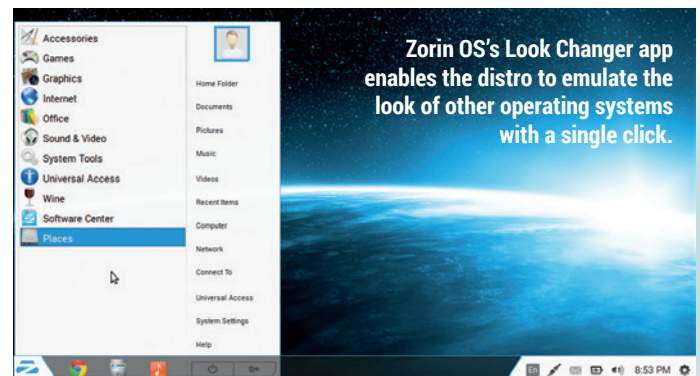 Accessories
Games
Graphics
Internet
Office
Sound & Video
System Tools
Universal Access
Wine
Software Center
Places
Home Folder
Documents
Pictures
Music
Videos
Recent Items
Computer
Network
Connect To
Universal Access
System Settings
Help
Zorin OS's Look Changer app
enables the distro to emulate the
look of other operating systems
with a single click.
En
8:53 PM